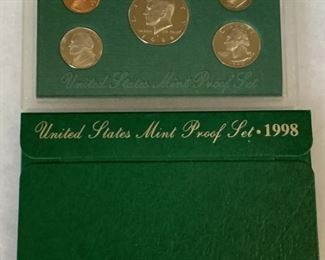 United States Mint Proof Set
United States Mint Proof Set • 1998